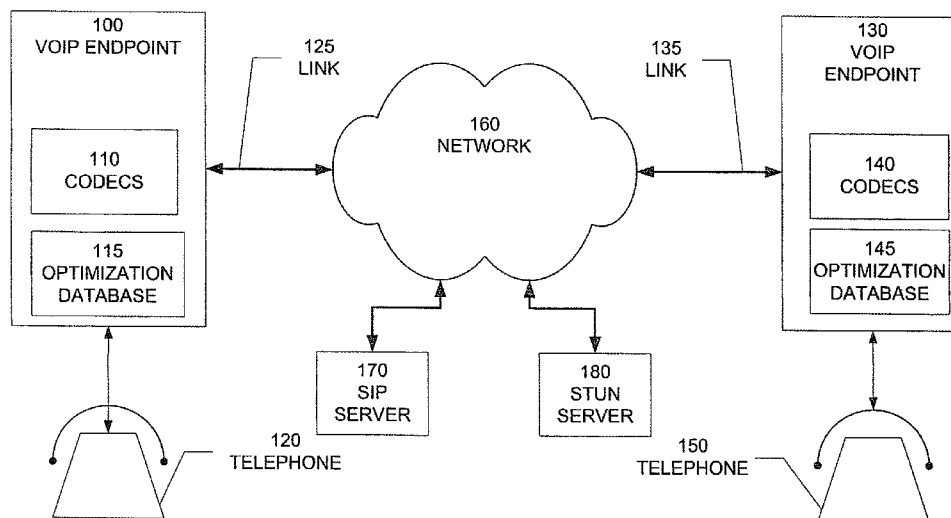 100
VOIP ENDPOINT
110
CODECS
115
OPTIMIZATION
DATABASE
125
LINK
160
NETWORK
135
LINK
130
VOIP
ENDPOINT
140
CODECS
145
OPTIMIZATION
DATABASE
170
SIP
SERVER
180
STUN
SERVER
120
TELEPHONE
150
TELEPHONE